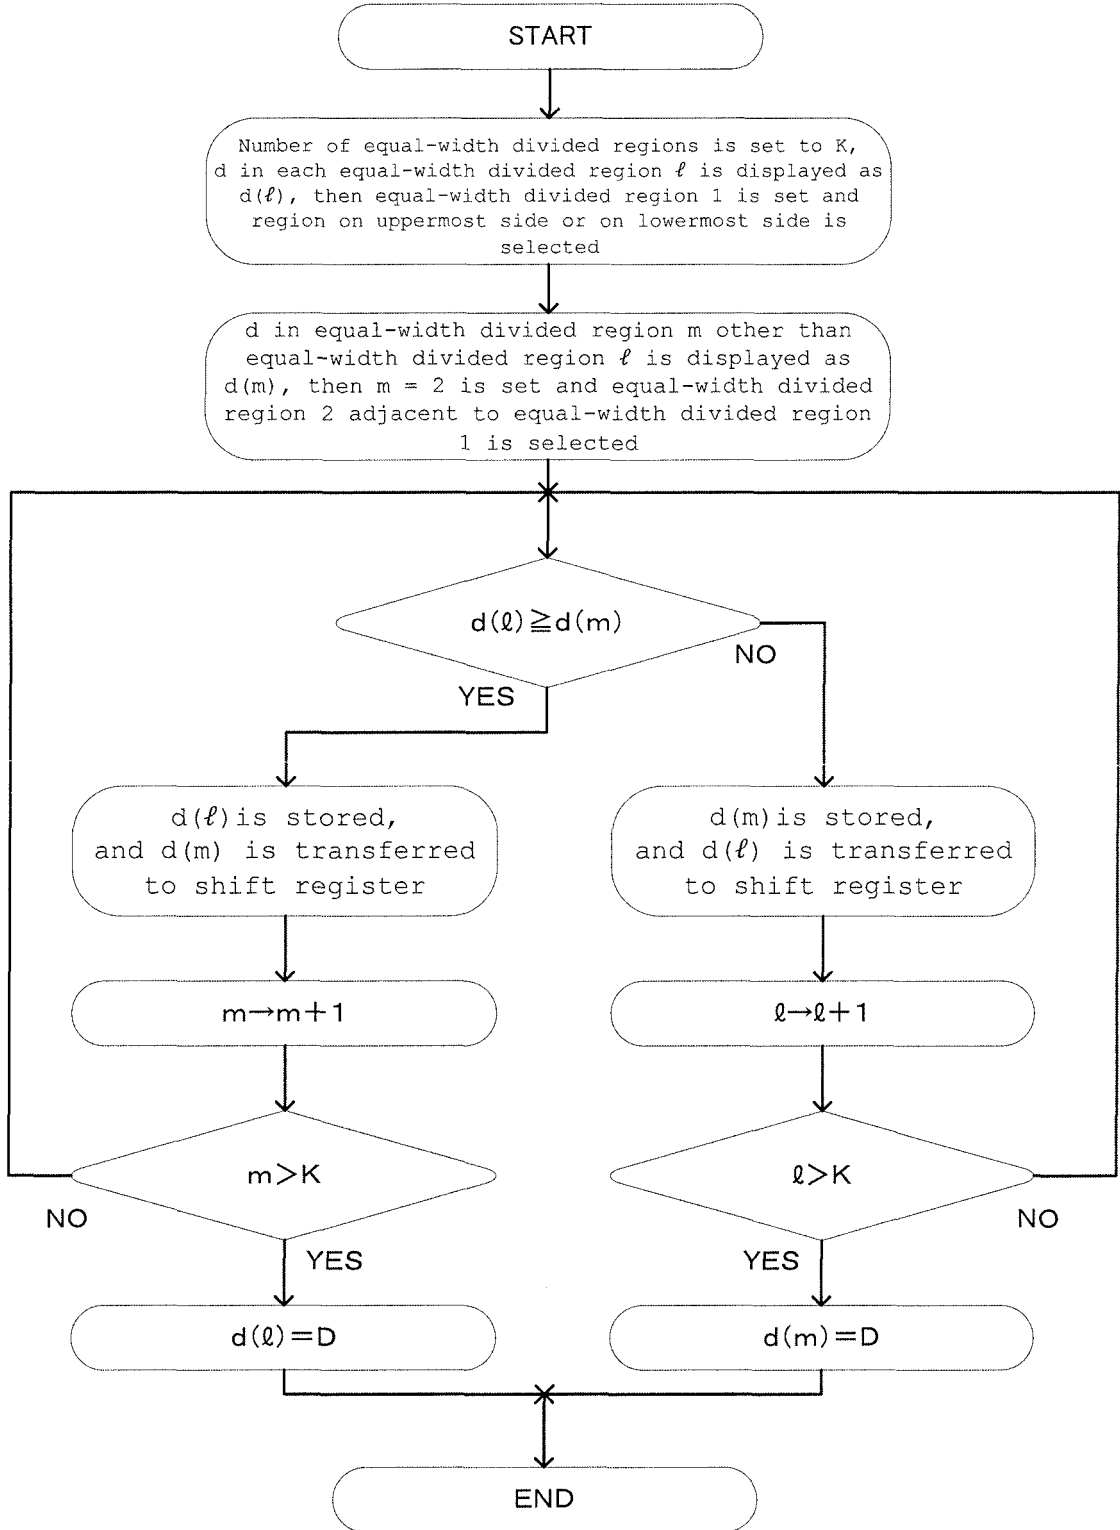 START
Number of equal-width divided regions is set to K,
d in each equal-width divided region ℓ is displayed as
d(ℓ), then equal-width divided region 1 is set and
region on uppermost side or on lowermost side is
selected
d in equal-width divided region m other than
equal-width divided region ℓ is displayed as
d(m), then m = 2 is set and equal-width divided
region 2 adjacent to equal-width divided region
1 is selected
d(ℓ)≧d(m)
NO
YES
d(ℓ)is stored,
and d(m) is transferred
to shift register
d(m)is stored,
and d(ℓ) is transferred
to shift register
m→m+1
ℓ→ℓ+1
m>K
ℓ>K
NO
NO
YES
YES
d(ℓ)=D
d(m)=D
END